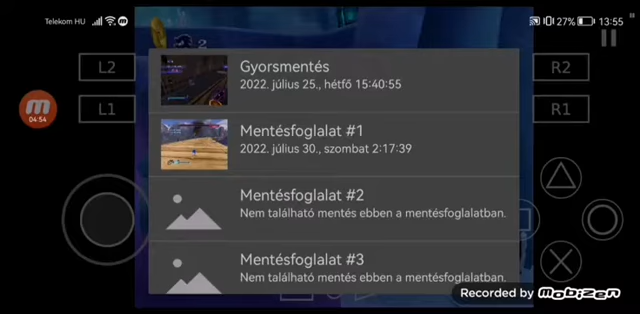 Telekom HU
27%
13:55
2
L2
R2
Gyorsmentés
2022. július 25., hétfő 15:40:55
L1
R1
04:54
Mentésfoglalat #1
2022. július 30., szombat 2:17:39
Mentésfoglalat #2
Nem található mentés ebben a mentésfoglalatban.
Mentésfoglalat #3
Nem található mentés ebben a mentésfoglalatban.
Recorded by mobizen